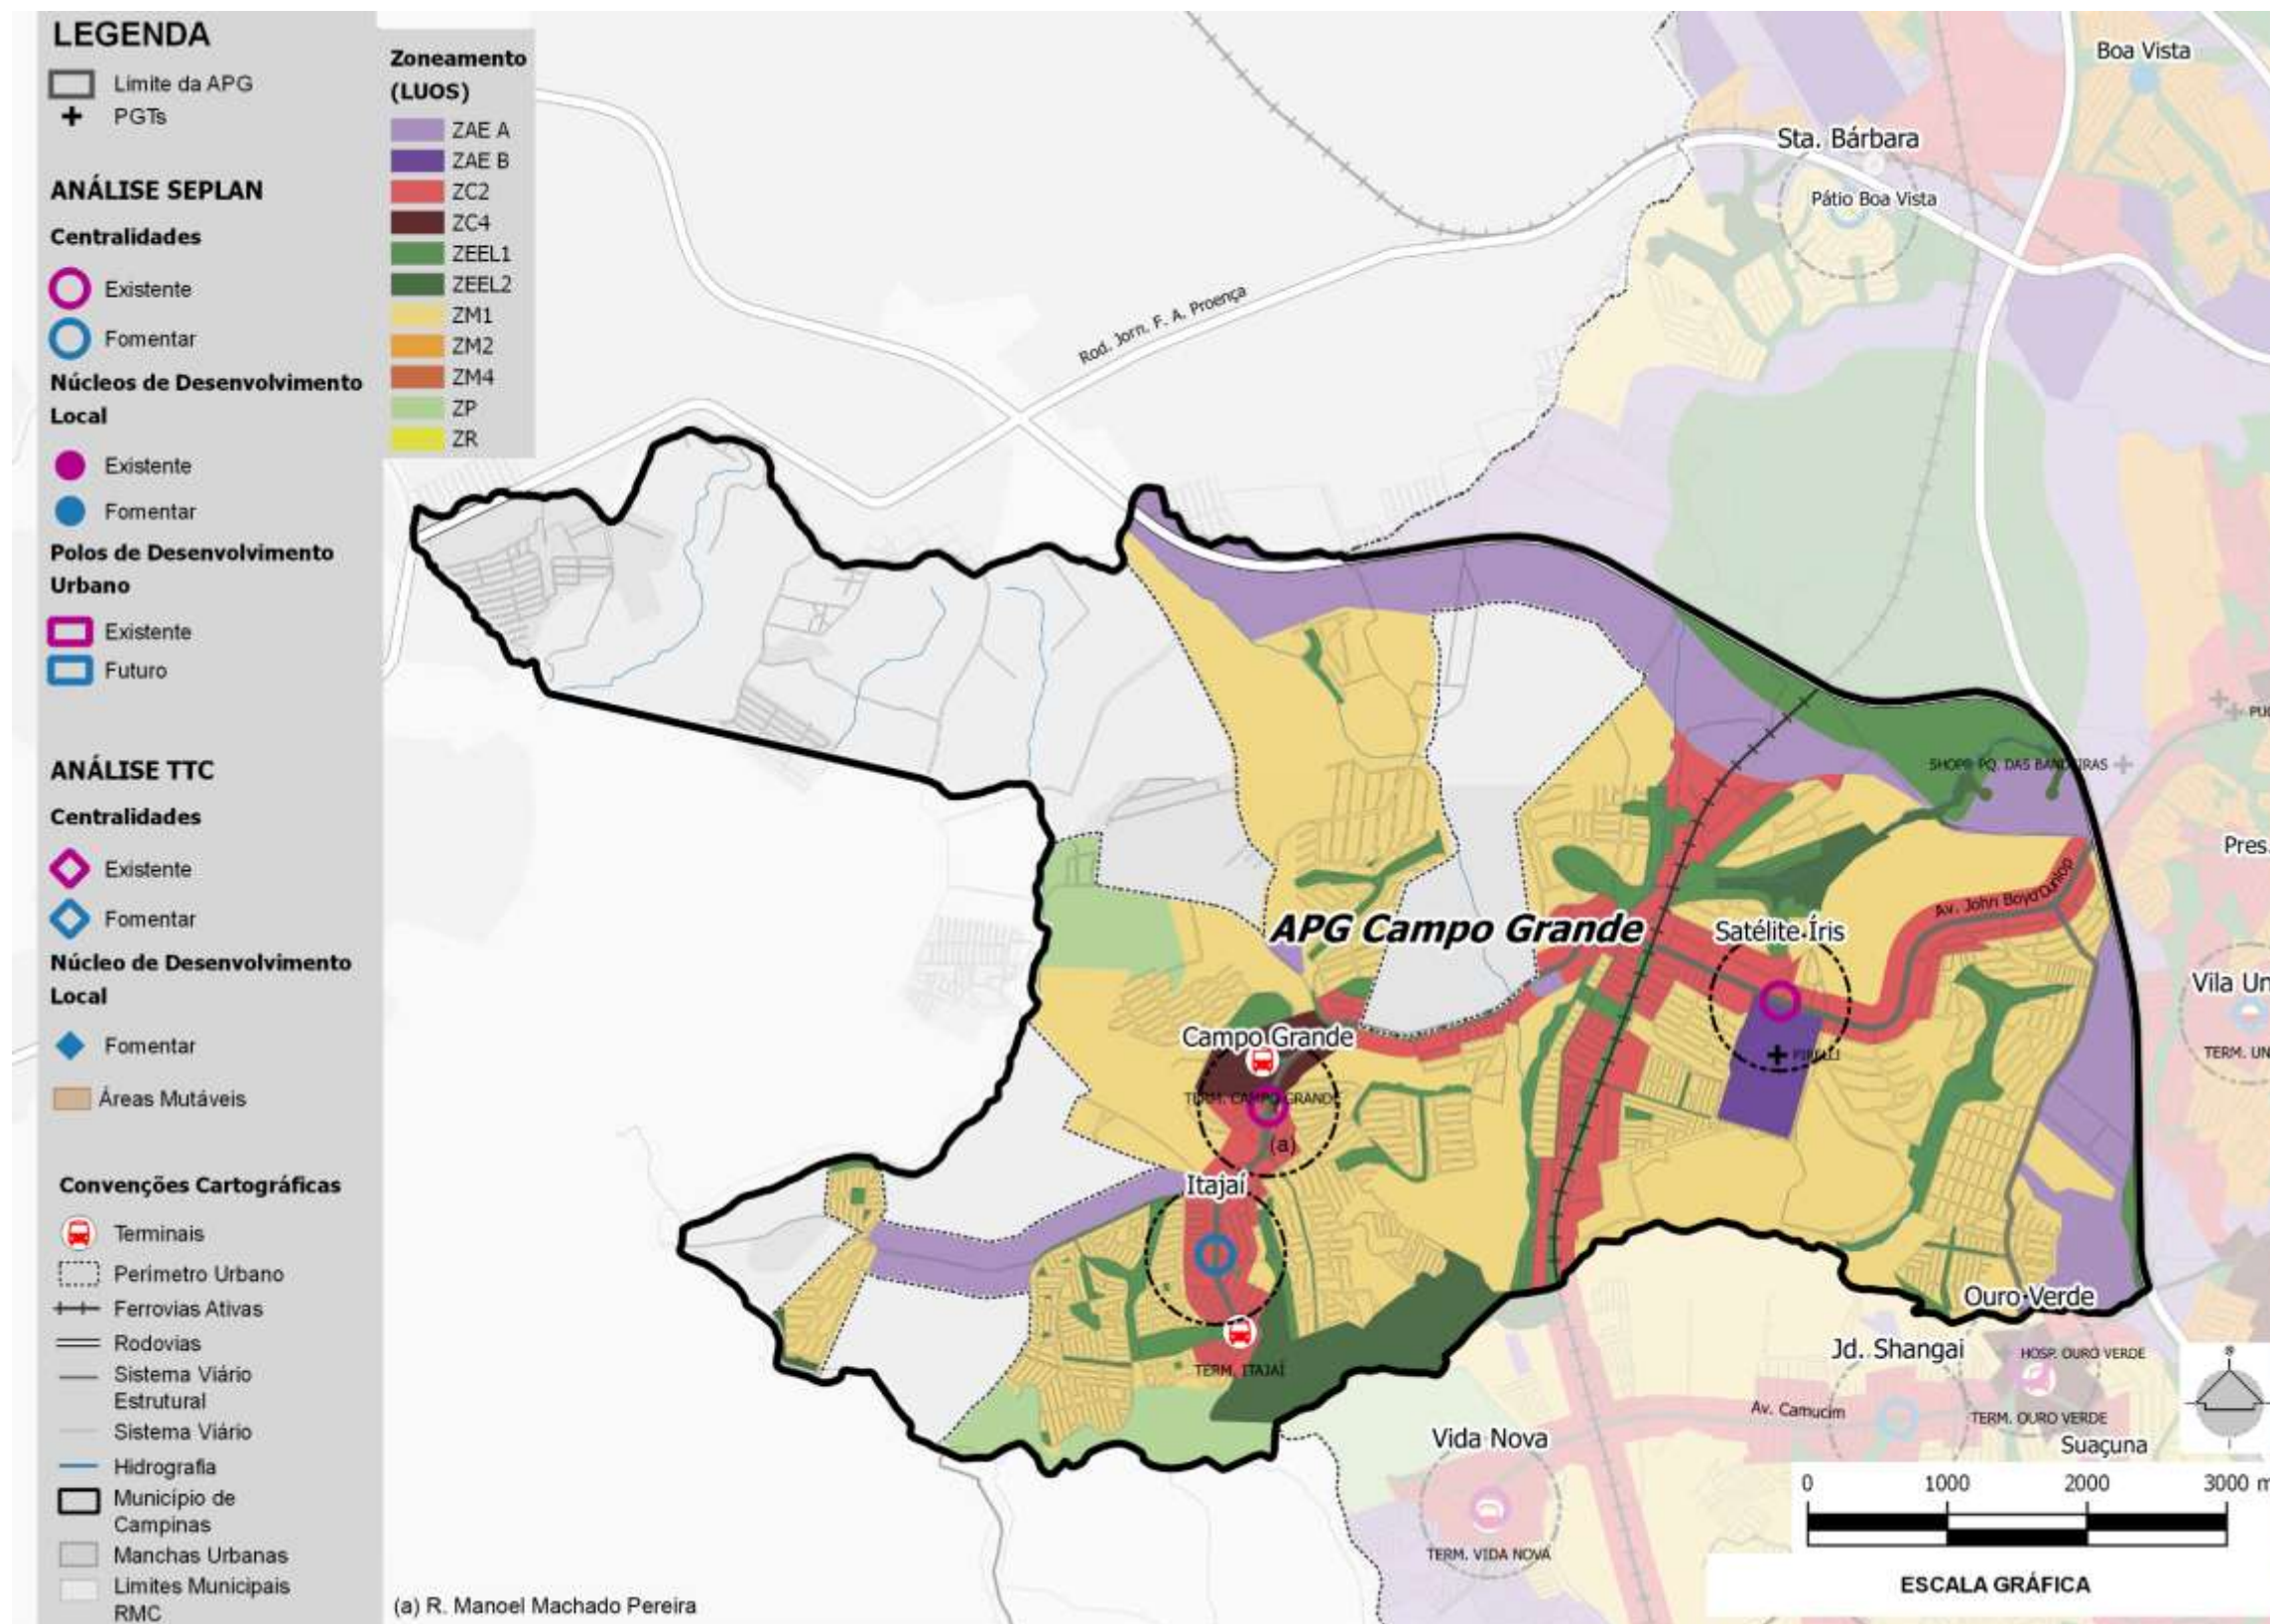 LEGENDA
Limite da APG
PGTs
ANÁLISE SEPLAN
Centralidades
Existente
Fomentar
Núcleos de Desenvolvimento
Local
Existente
Fomentar
Polos de Desenvolvimento
Urbano
Existente
Futuro
ANÁLISE TTC
Centralidades
Existente
Fomentar
Núcleo de Desenvolvimento
Local
Fomentar
Áreas Mutáveis
Convenções Cartográficas
Terminais
Perimetro Urbano
Ferrovias Ativas
Rodovias
Sistema Viário
Estrutural
Sistema Viário
Hidrografia
Município de
Campinas
Manchas Urbanas
Limites Municipais
RMC
Zoneamento
(LUOS)
ZAE A
ZAE B
ZC2
ZC4
ZEEL1
ZEEL2
ZM1
ZM2
ZM4
ZP
ZR
Boa Vista
Sta. Bárbara
Pátio Boa Vista
Rod. Jorn. F. A. Proença
SHOPP PQ. DAS BANDEIRAS
Pres.
Av. John Boyd Dunlop
APG Campo Grande
Satélite Íris
Vila Un
TERM. UN
Campo Grande
PIRELLI
TERM. CAMPO GRANDE
(a)
Itajaí
TERM. ITAJAÍ
Ouro Verde
Jd. Shangai
HOSP. OURO VERDE
Av. Camucim
TERM. OURO VERDE
Suaçuna
Vida Nova
TERM. VIDA NOVA
0 1000 2000 3000 m
ESCALA GRÁFICA
(a) R. Manoel Machado Pereira